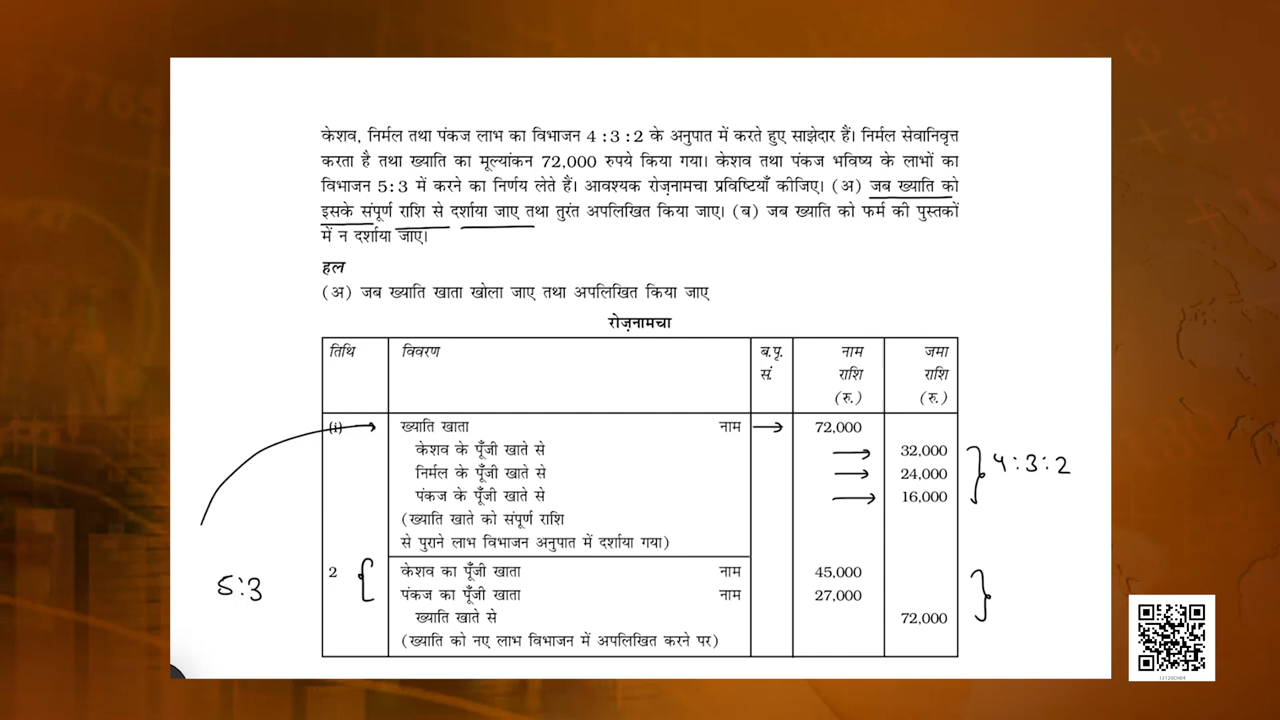 केशव, निर्मल तथा पंकज लाभ का विभाजन 4 : 3 : 2 के अनुपात में करते हुए साझेदार हैं। निर्मल सेवानिवृत्त
करता है तथा ख्याति का मूल्यांकन 72,000 रुपये किया गया। केशव तथा पंकज भविष्य के लाभों का
विभाजन 5 : 3 में करने का निर्णय लेते हैं। आवश्यक रोज़नामचा प्रविष्टियाँ कीजिए। (अ) जब ख्याति को
इसके संपूर्ण राशि से दर्शाया जाए तथा तुरंत अपलिखित किया जाए। (ब) जब ख्याति को फर्म की पुस्तकों
में न दर्शाया जाए।
हल
(अ) जब ख्याति खाता खोला जाए तथा अपलिखित किया जाए
रोज़नामचा
तिथि विवरण ब.पृ. नाम जमा
सं. राशि राशि
(रु.) (रु.)
(i) ख्याति खाता नाम 72,000
केशव के पूँजी खाते से 32,000
निर्मल के पूँजी खाते से 24,000 4 : 3 : 2
पंकज के पूँजी खाते से 16,000
(ख्याति खाते को संपूर्ण राशि
से पुराने लाभ विभाजन अनुपात में दर्शाया गया)
2 केशव का पूँजी खाता नाम 45,000
5:3 पंकज का पूँजी खाता नाम 27,000
ख्याति खाते से 72,000
(ख्याति को नए लाभ विभाजन में अपलिखित करने पर)
12120CH04